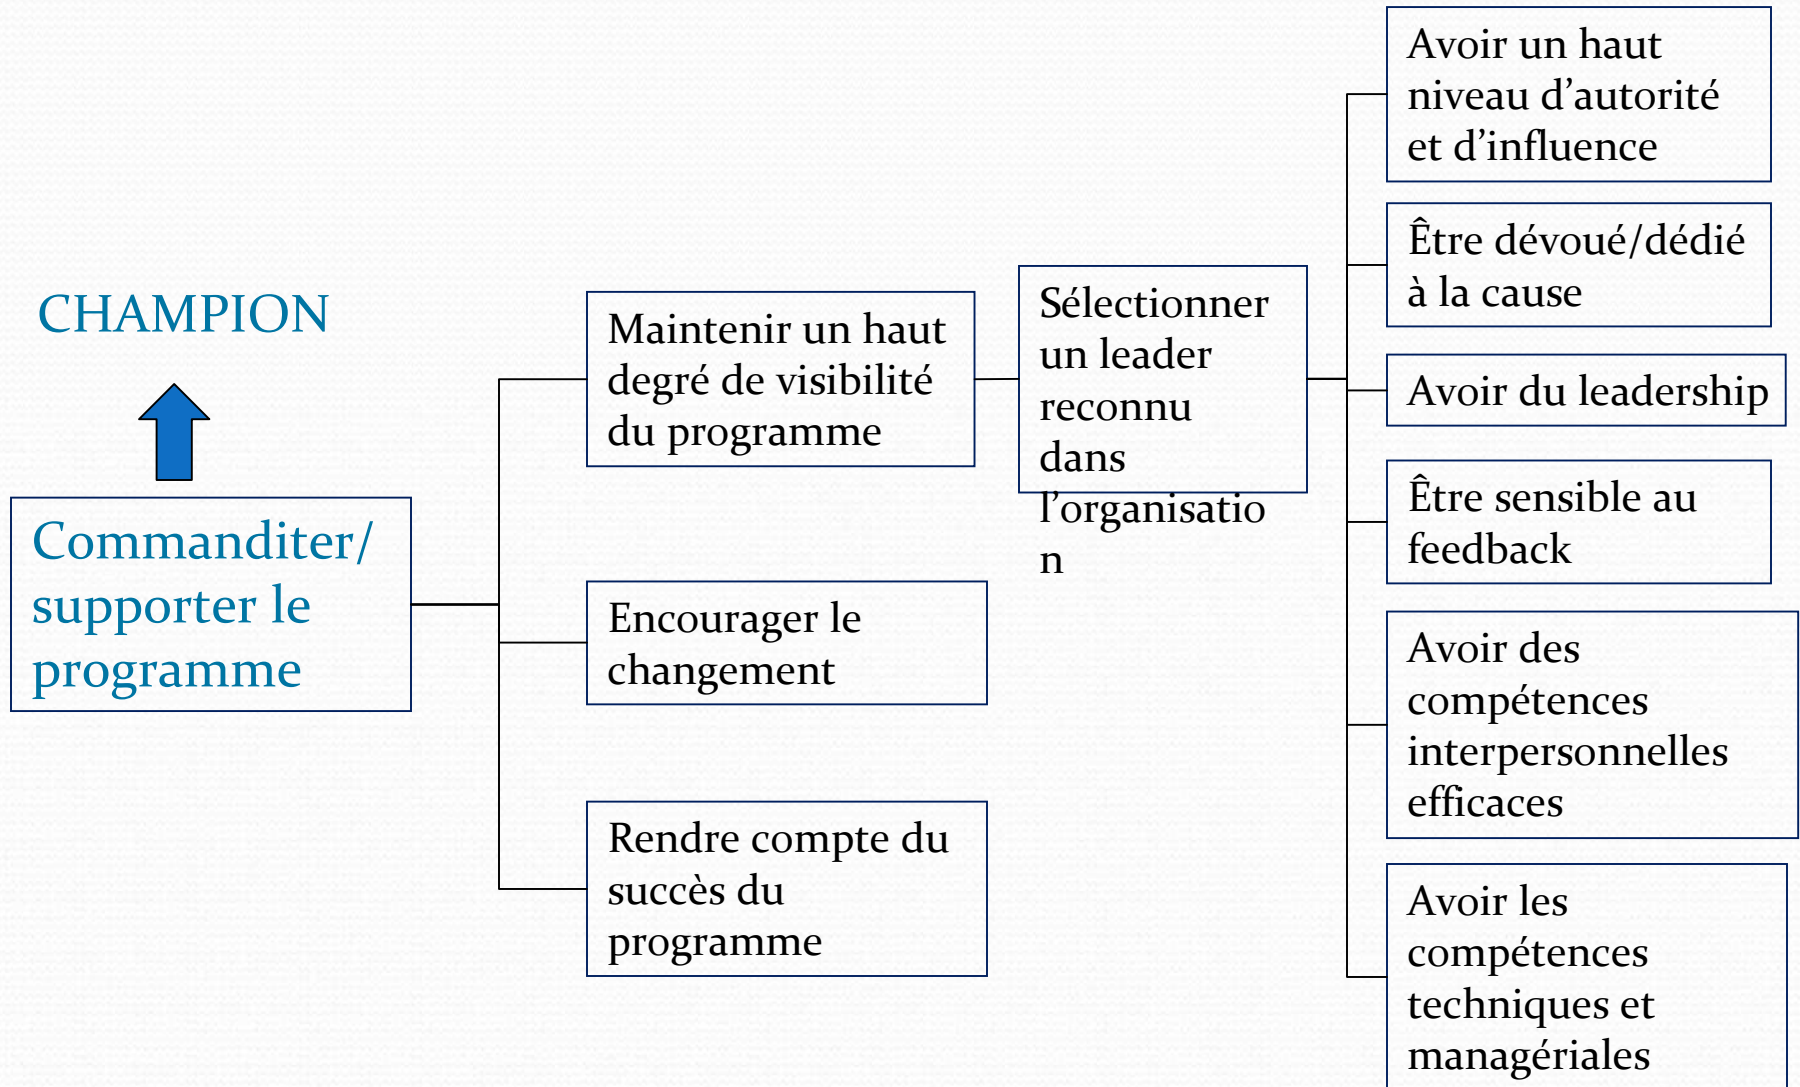 CHAMPION
Commanditer/
supporter le
programme
Maintenir un haut
degré de visibilité
du programme
Encourager le
changement
Rendre compte du
succès du
programme
Sélectionner
un leader
reconnu
dans
l’organisatio
n
Avoir un haut
niveau d’autorité
et d’influence
Être dévoué/dédié
à la cause
Avoir du leadership
Être sensible au
feedback
Avoir des
compétences
interpersonnelles
efficaces
Avoir les
compétences
techniques et
managériales